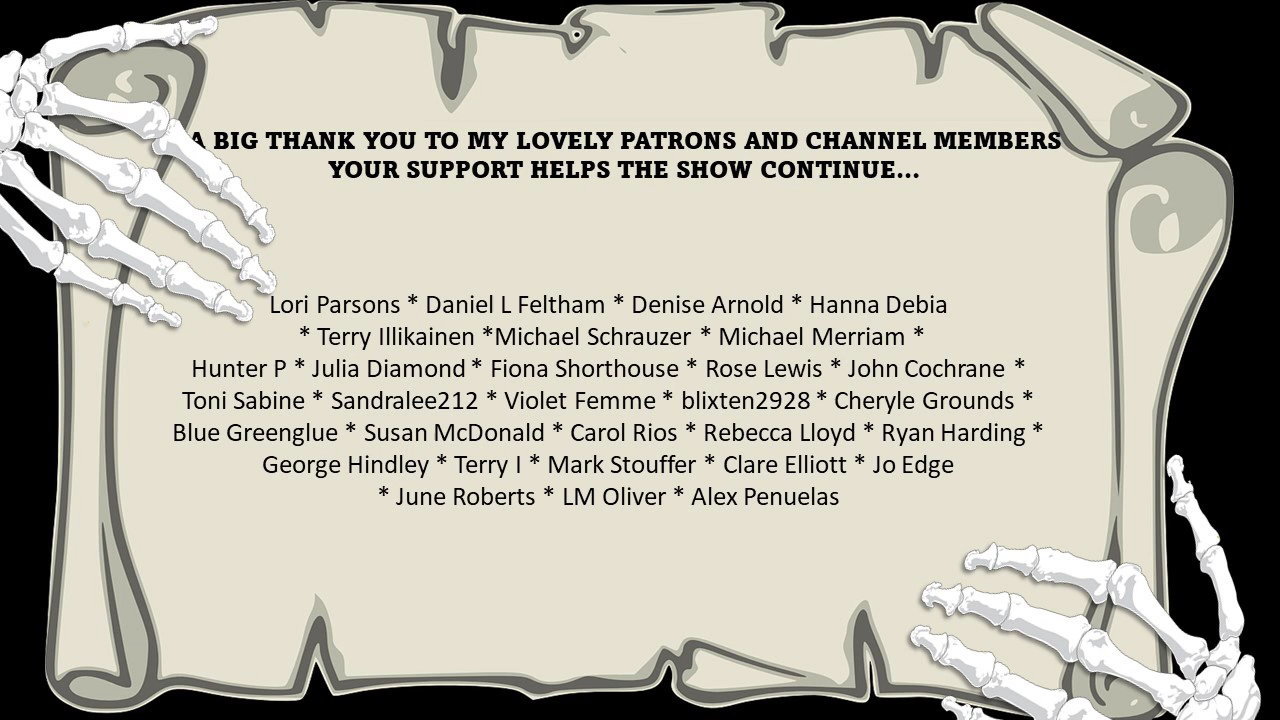 A BIG THANK YOU TO MY LOVELY PATRONS AND CHANNEL MEMBERS
YOUR SUPPORT HELPS THE SHOW CONTINUE...
Lori Parsons * Daniel L Feltham * Denise Arnold * Hanna Debia
* Terry Illikainen *Michael Schrauzer * Michael Merriam *
Hunter P * Julia Diamond * Fiona Shorthouse * Rose Lewis * John Cochrane *
Toni Sabine * Sandralee212 * Violet Femme * blixten2928 * Cheryle Grounds *
Blue Greenglue * Susan McDonald * Carol Rios * Rebecca Lloyd * Ryan Harding *
George Hindley * Terry I * Mark Stouffer * Clare Elliott * Jo Edge
* June Roberts * LM Oliver * Alex Penuelas